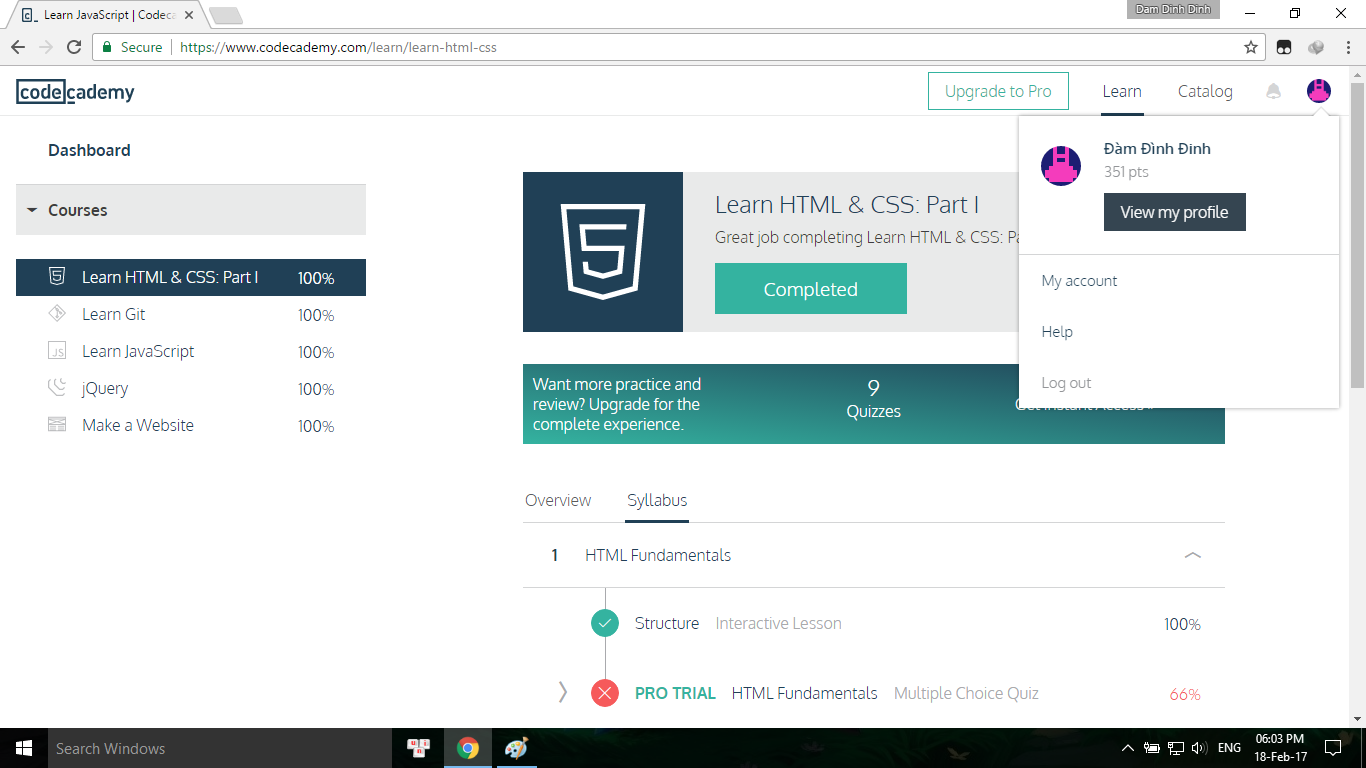 Learn JavaScript | Codeca
Dam Dinh Dinh
Secure
https://www.codecademy.com/learn/learn-html-css
codecademy
Upgrade to Pro
Learn
Catalog
Dashboard
Courses
Learn HTML & CSS: Part I 100%
Learn Git 100%
JS Learn JavaScript 100%
jQuery 100%
Make a Website 100%
Learn HTML & CSS: Part I
Great job completing Learn HTML & CSS: Pa
Completed
Đàm Đình Đinh
351 pts
View my profile
My account
Help
Log out
Want more practice and
review? Upgrade for the
complete experience.
9
Quizzes
Get Instant Access »
Overview
Syllabus
1 HTML Fundamentals
Structure Interactive Lesson 100%
PRO TRIAL HTML Fundamentals Multiple Choice Quiz 66%
Search Windows
ENG
06:03 PM
18-Feb-17